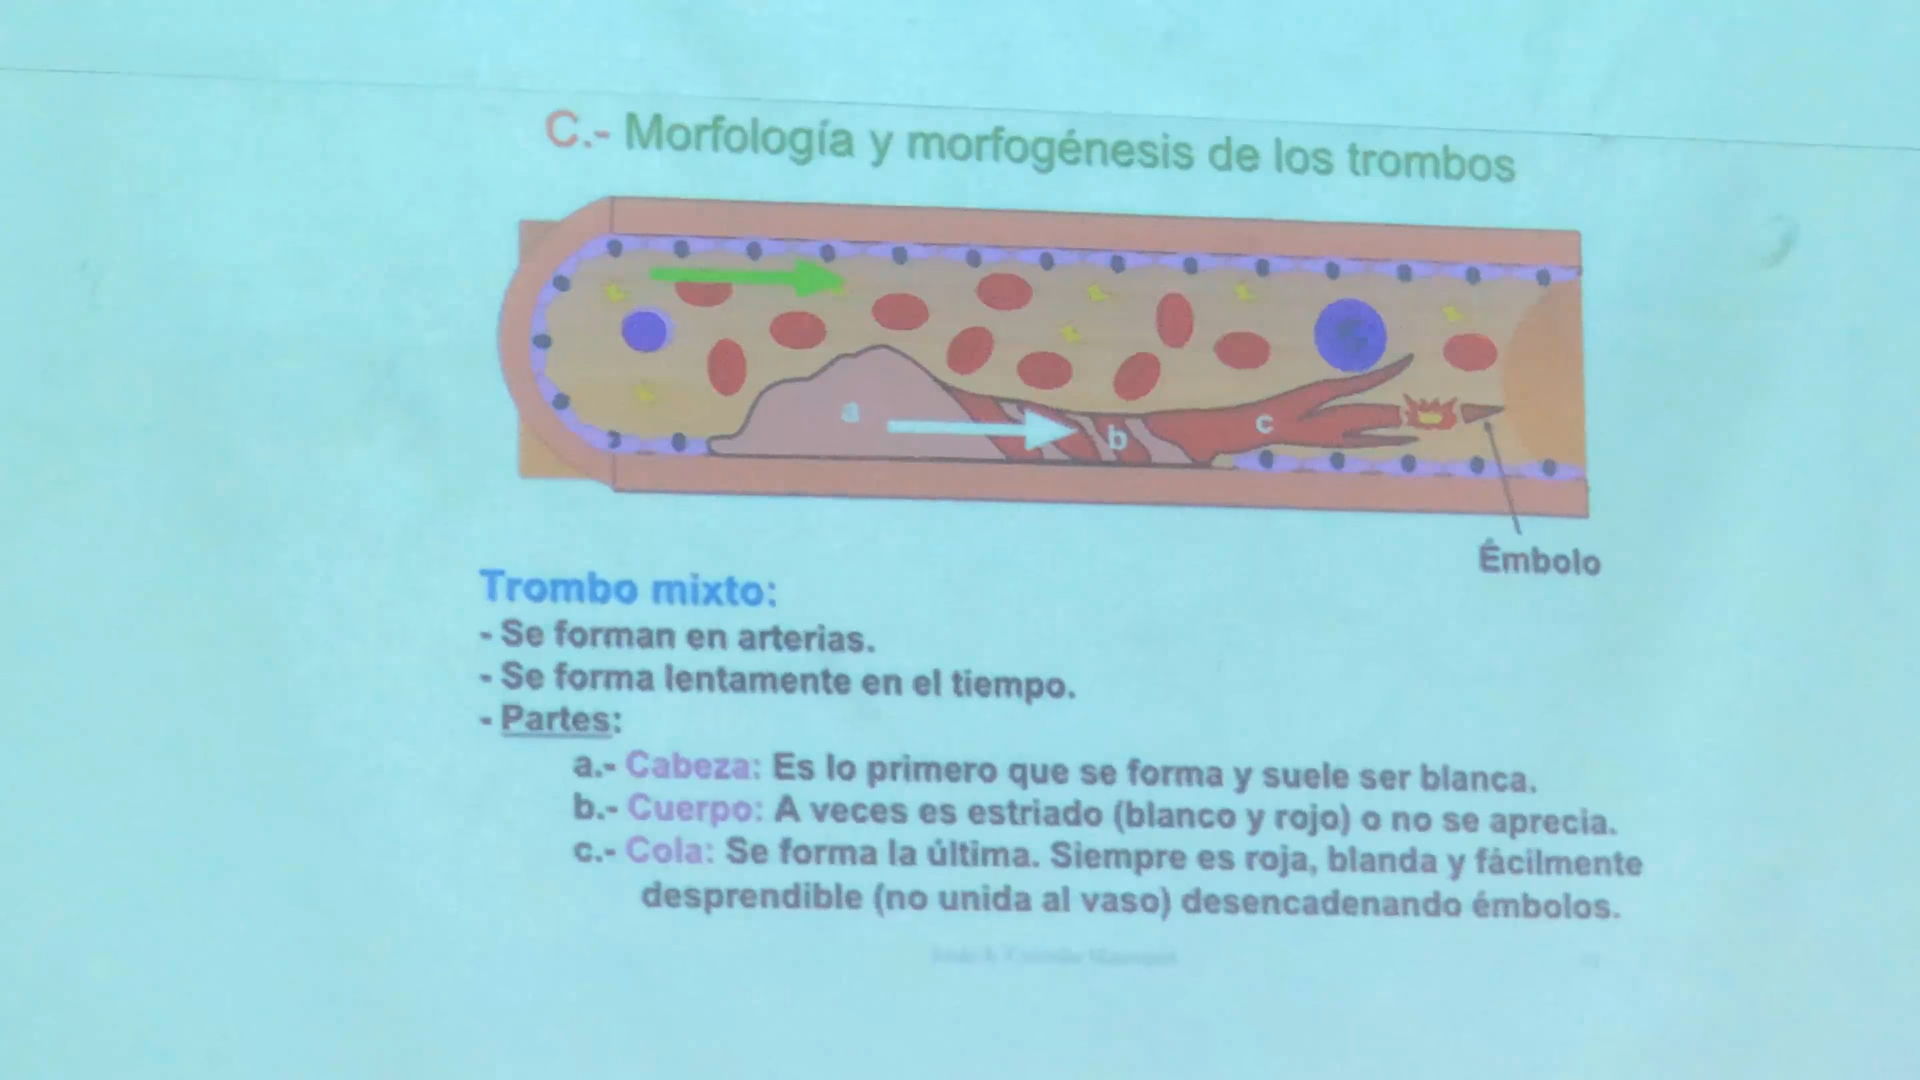 C.- Morfología y morfogénesis de los trombos
a
b
c
Émbolo
Trombo mixto:
- Se forman en arterias.
- Se forma lentamente en el tiempo.
- Partes:
a.- Cabeza: Es lo primero que se forma y suele ser blanca.
b.- Cuerpo: A veces es estriado (blanco y rojo) o no se aprecia.
c.- Cola: Se forma la última. Siempre es roja, blanda y fácilmente
desprendible (no unida al vaso) desencadenando émbolos.